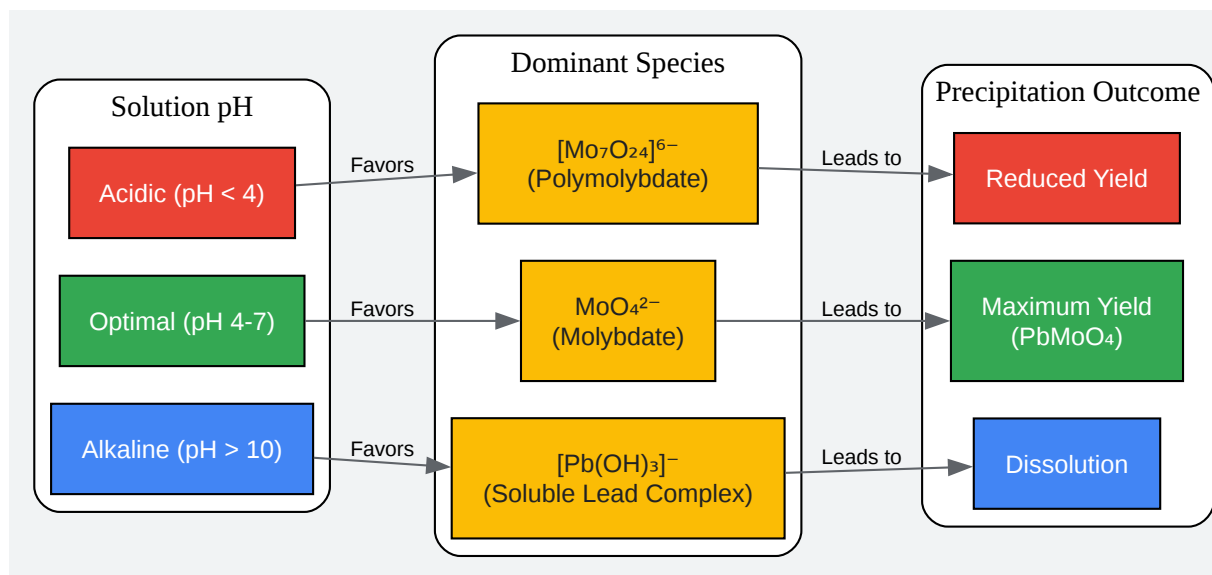 Solution pH
Acidic (pH < 4)
Optimal (pH 4-7)
Alkaline (pH > 10)
Favors
Favors
Favors
Dominant Species
[Mo₇O₂₄]⁶⁻
(Polymolybdate)
MoO₄²⁻
(Molybdate)
[Pb(OH)₃]⁻
(Soluble Lead Complex)
Leads to
Leads to
Leads to
Precipitation Outcome
Reduced Yield
Maximum Yield
(PbMoO₄)
Dissolution